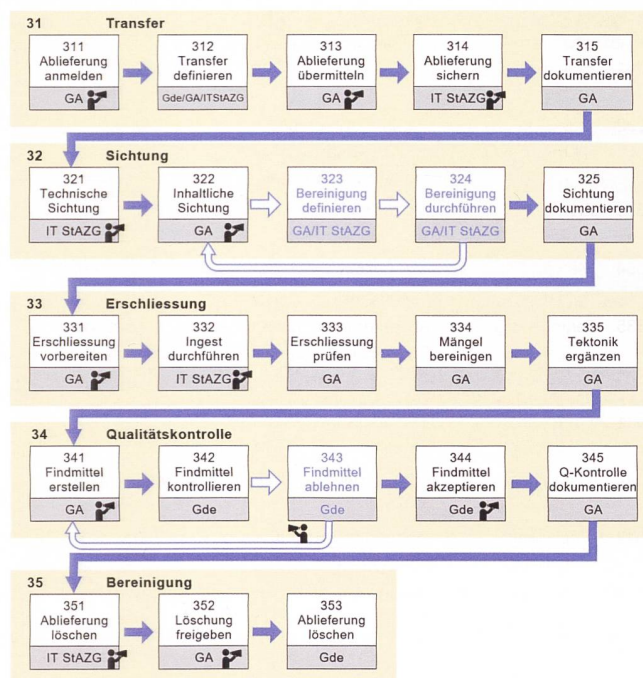 31 Transfer
311
Ablieferung
anmelden
GA
312
Transfer
definieren
Gde/GA/ITStAZG
313
Ablieferung
übermitteln
GA
314
Ablieferung
sichern
IT StAZG
315
Transfer
dokumentieren
GA
32 Sichtung
321
Technische
Sichtung
IT StAZG
322
Inhaltliche
Sichtung
GA
323
Bereinigung
definieren
GA/IT StAZG
324
Bereinigung
durchführen
GA/IT StAZG
325
Sichtung
dokumentieren
GA
33 Erschliessung
331
Erschliessung
vorbereiten
GA
332
Ingest
durchführen
IT StAZG
333
Erschliessung
prüfen
GA
334
Mängel
bereinigen
GA
335
Tektonik
ergänzen
GA
34 Qualitätskontrolle
341
Findmittel
erstellen
GA
342
Findmittel
kontrollieren
Gde
343
Findmittel
ablehnen
Gde
344
Findmittel
akzeptieren
Gde
345
Q-Kontrolle
dokumentieren
GA
35 Bereinigung
351
Ablieferung
löschen
IT StAZG
352
Löschung
freigeben
GA
353
Ablieferung
löschen
Gde